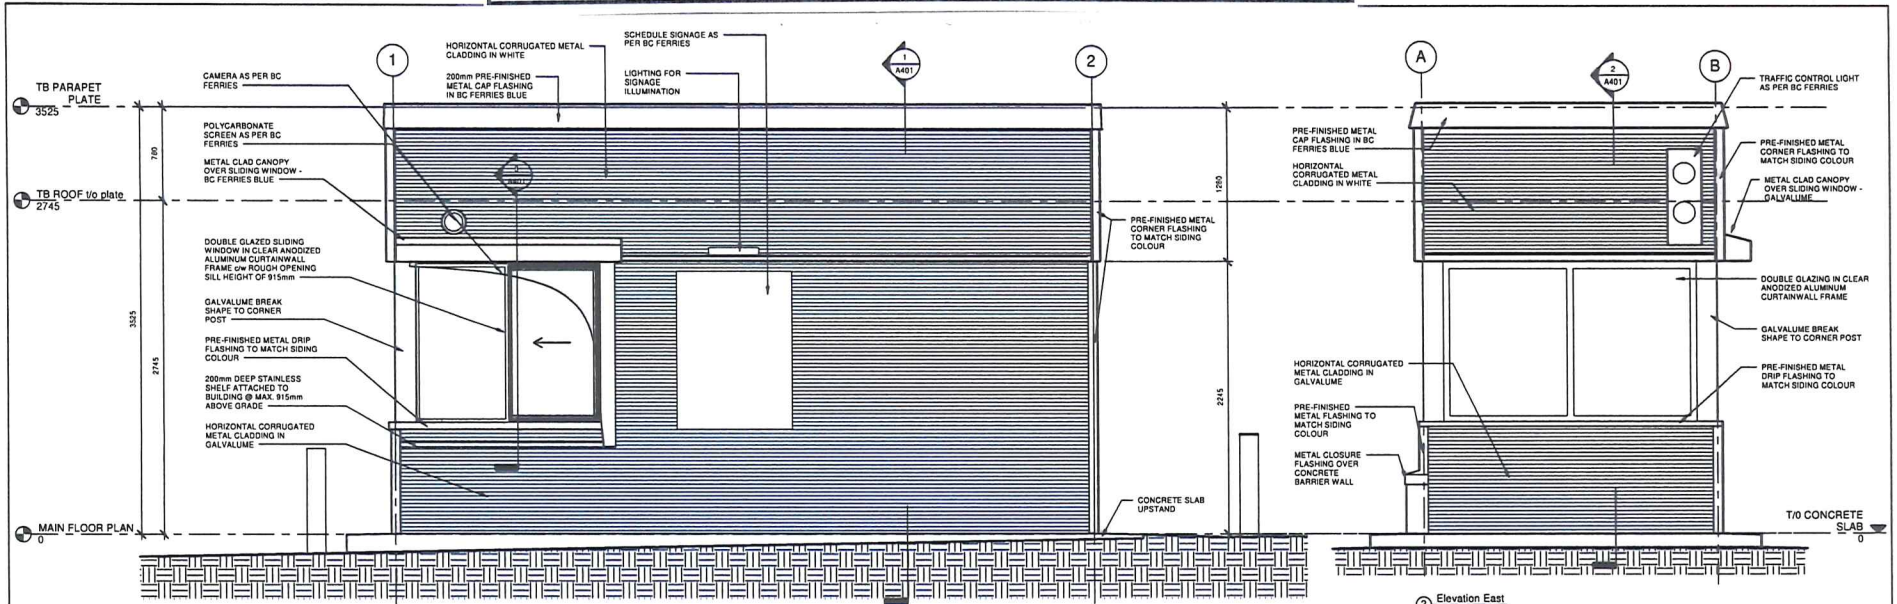 1
2
A
B
TB PARAPET
PLATE
3525
TB ROOF t/o plate
2745
MAIN FLOOR PLAN
0
3525
780
2745
CAMERA AS PER BC
FERRIES
POLYCARBONATE
SCREEN AS PER BC
FERRIES
METAL CLAD CANOPY
OVER SLIDING WINDOW -
BC FERRIES BLUE
DOUBLE GLAZED SLIDING
WINDOW IN CLEAR ANODIZED
ALUMINUM CURTAINWALL
FRAME c/w ROUGH OPENING
SILL HEIGHT OF 915mm
GALVALUME BREAK
SHAPE TO CORNER
POST
PRE-FINISHED METAL DRIP
FLASHING TO MATCH SIDING
COLOUR
200mm DEEP STAINLESS
SHELF ATTACHED TO
BUILDING @ MAX. 915mm
ABOVE GRADE
HORIZONTAL CORRUGATED
METAL CLADDING IN
GALVALUME
HORIZONTAL CORRUGATED METAL
CLADDING IN WHITE
200mm PRE-FINISHED
METAL CAP FLASHING
IN BC FERRIES BLUE
SCHEDULE SIGNAGE AS
PER BC FERRIES
LIGHTING FOR
SIGNAGE
ILLUMINATION
1
A401
3
A401
PRE-FINISHED METAL
CORNER FLASHING
TO MATCH SIDING
COLOUR
1280
2245
CONCRETE SLAB
UPSTAND
2
A401
PRE-FINISHED METAL
CAP FLASHING IN BC
FERRIES BLUE
HORIZONTAL
CORRUGATED METAL
CLADDING IN WHITE
HORIZONTAL CORRUGATED
METAL CLADDING IN
GALVALUME
PRE-FINISHED
METAL FLASHING TO
MATCH SIDING
COLOUR
METAL CLOSURE
FLASHING OVER
CONCRETE
BARRIER WALL
TRAFFIC CONTROL LIGHT
AS PER BC FERRIES
PRE-FINISHED METAL
CORNER FLASHING TO
MATCH SIDING COLOUR
METAL CLAD CANOPY
OVER SLIDING WINDOW -
GALVALUME
DOUBLE GLAZING IN CLEAR
ANODIZED ALUMINUM
CURTAINWALL FRAME
GALVALUME BREAK
SHAPE TO CORNER POST
PRE-FINISHED METAL
DRIP FLASHING TO
MATCH SIDING COLOUR
T/0 CONCRETE
SLAB
0
Elevation East